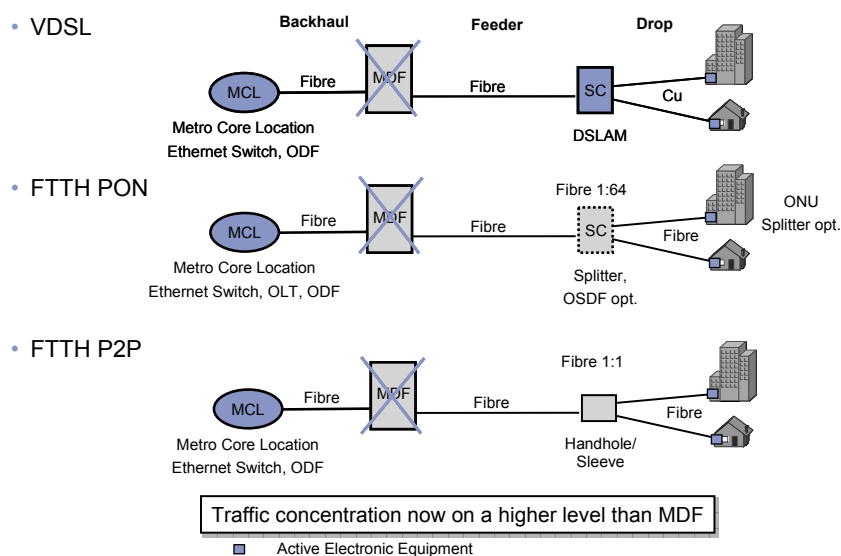 Backhaul Feeder Drop
• VDSL
MCL Fibre MDF Fibre SC Cu
Metro Core Location
Ethernet Switch, ODF
DSLAM
• FTTH PON
Fibre 1:64
MCL Fibre MDF Fibre SC Fibre
ONU
Splitter opt.
Metro Core Location
Ethernet Switch, OLT, ODF
Splitter,
OSDF opt.
• FTTH P2P
Fibre 1:1
MCL Fibre MDF Fibre Fibre
Metro Core Location
Ethernet Switch, ODF
Handhole/
Sleeve
Traffic concentration now on a higher level than MDF
Active Electronic Equipment